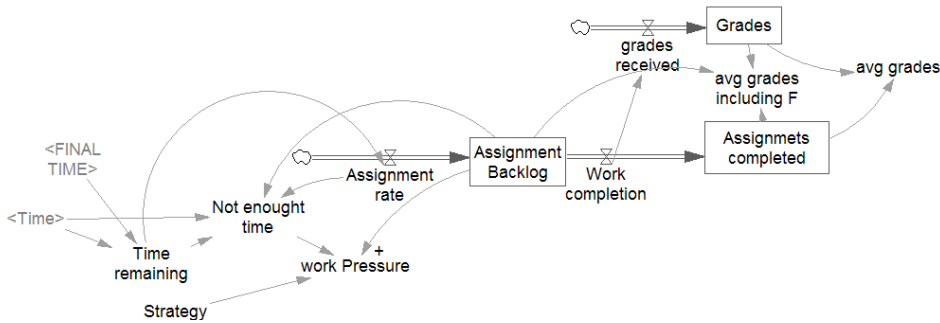 Grades
grades
received
avg grades
avg grades
including F
<FINAL
TIME>
Assignment
Backlog
Assignmets
completed
Assignment
rate
Work
completion
<Time>
Not enought
time
+
work Pressure
Time
remaining
Strategy